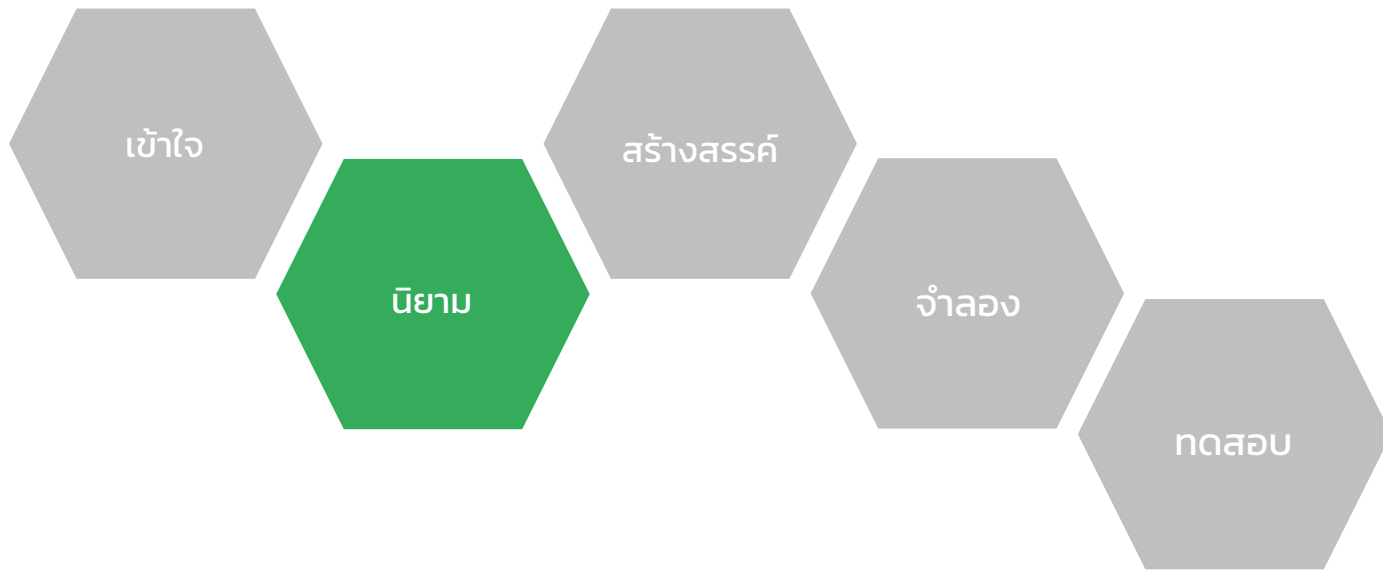 เข้าใจ
นิยาม
สร้างสรรค์
จำลอง
ทดสอบ